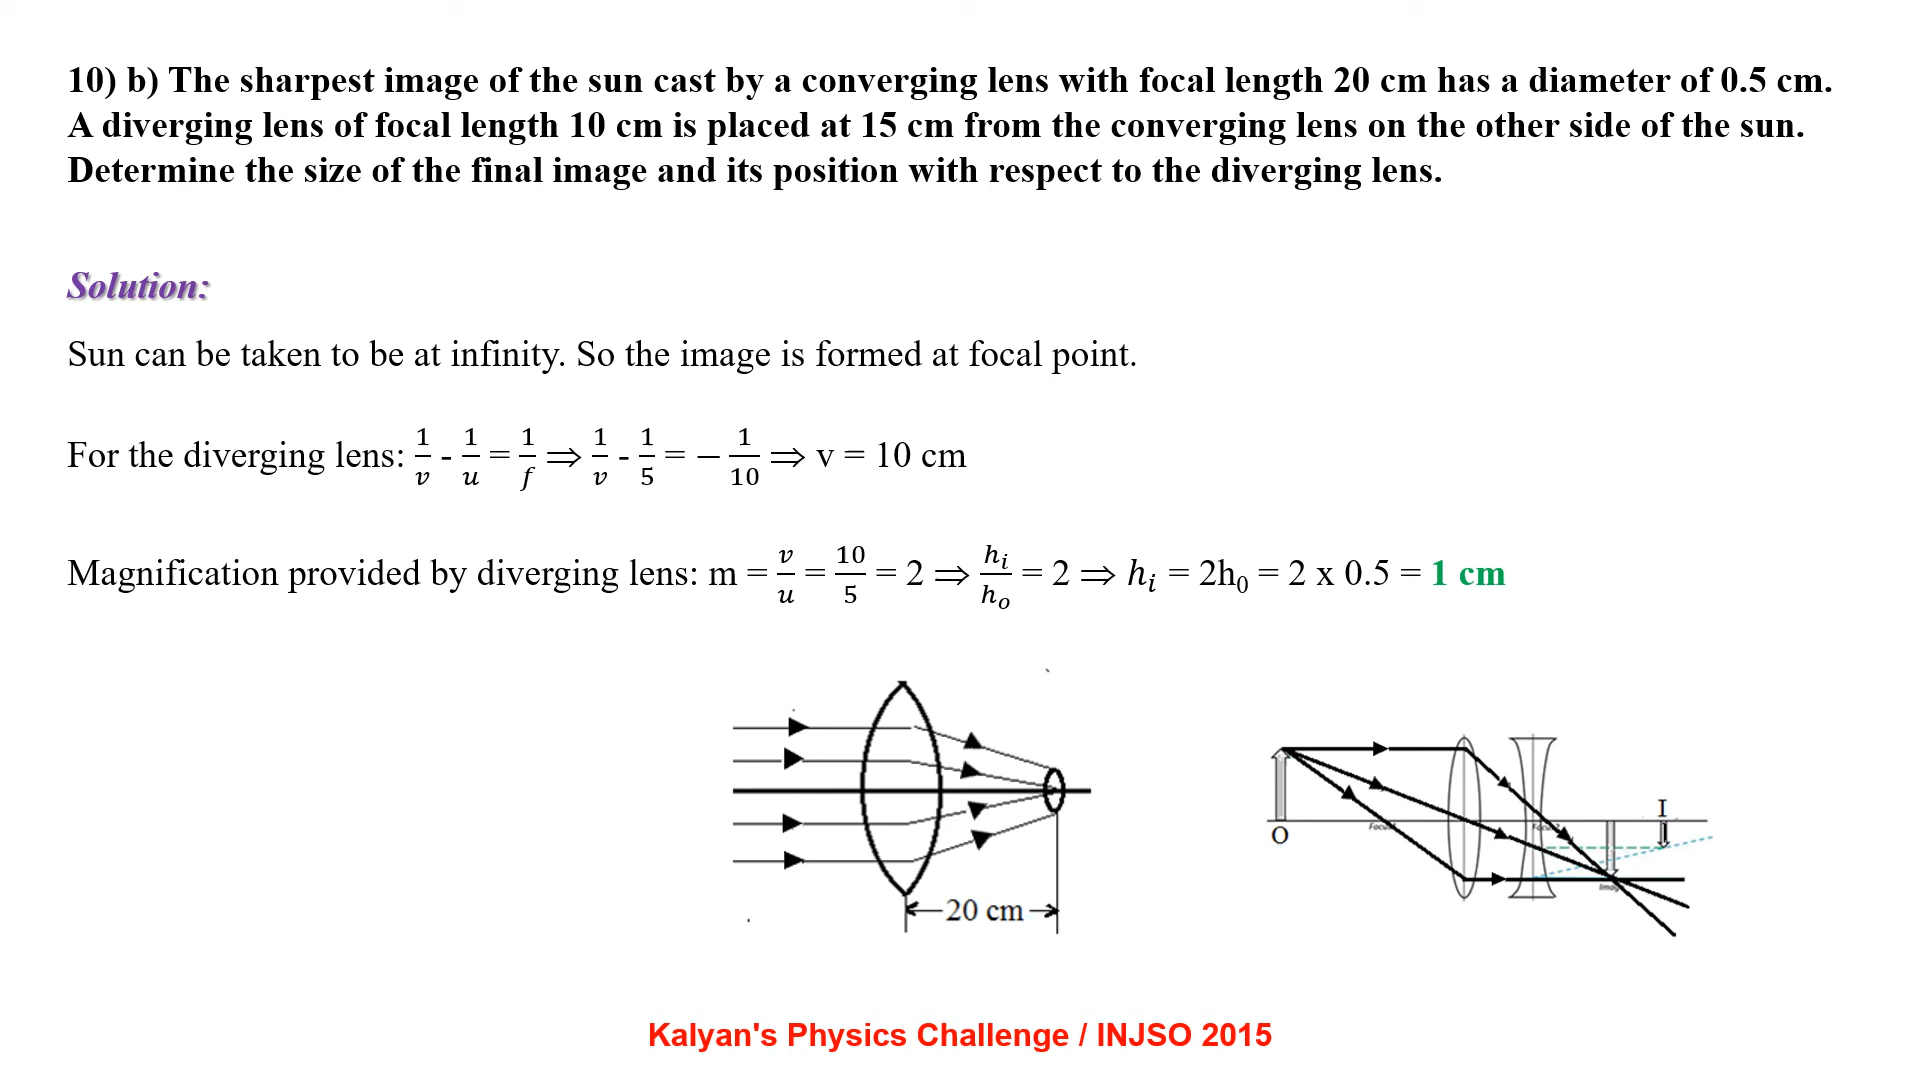 10) b) The sharpest image of the sun cast by a converging lens with focal length 20 cm has a diameter of 0.5 cm.
A diverging lens of focal length 10 cm is placed at 15 cm from the converging lens on the other side of the sun.
Determine the size of the final image and its position with respect to the diverging lens.
Solution:
Sun can be taken to be at infinity. So the image is formed at focal point.
For the diverging lens: 1/v - 1/u = 1/f ⇒ 1/v - 1/5 = − 1/10 ⇒ v = 10 cm
Magnification provided by diverging lens: m = v/u = 10/5 = 2 ⇒ hᵢ/hₒ = 2 ⇒ hᵢ = 2h₀ = 2 x 0.5 = 1 cm
20 cm
I
O
Kalyan's Physics Challenge / INJSO 2015